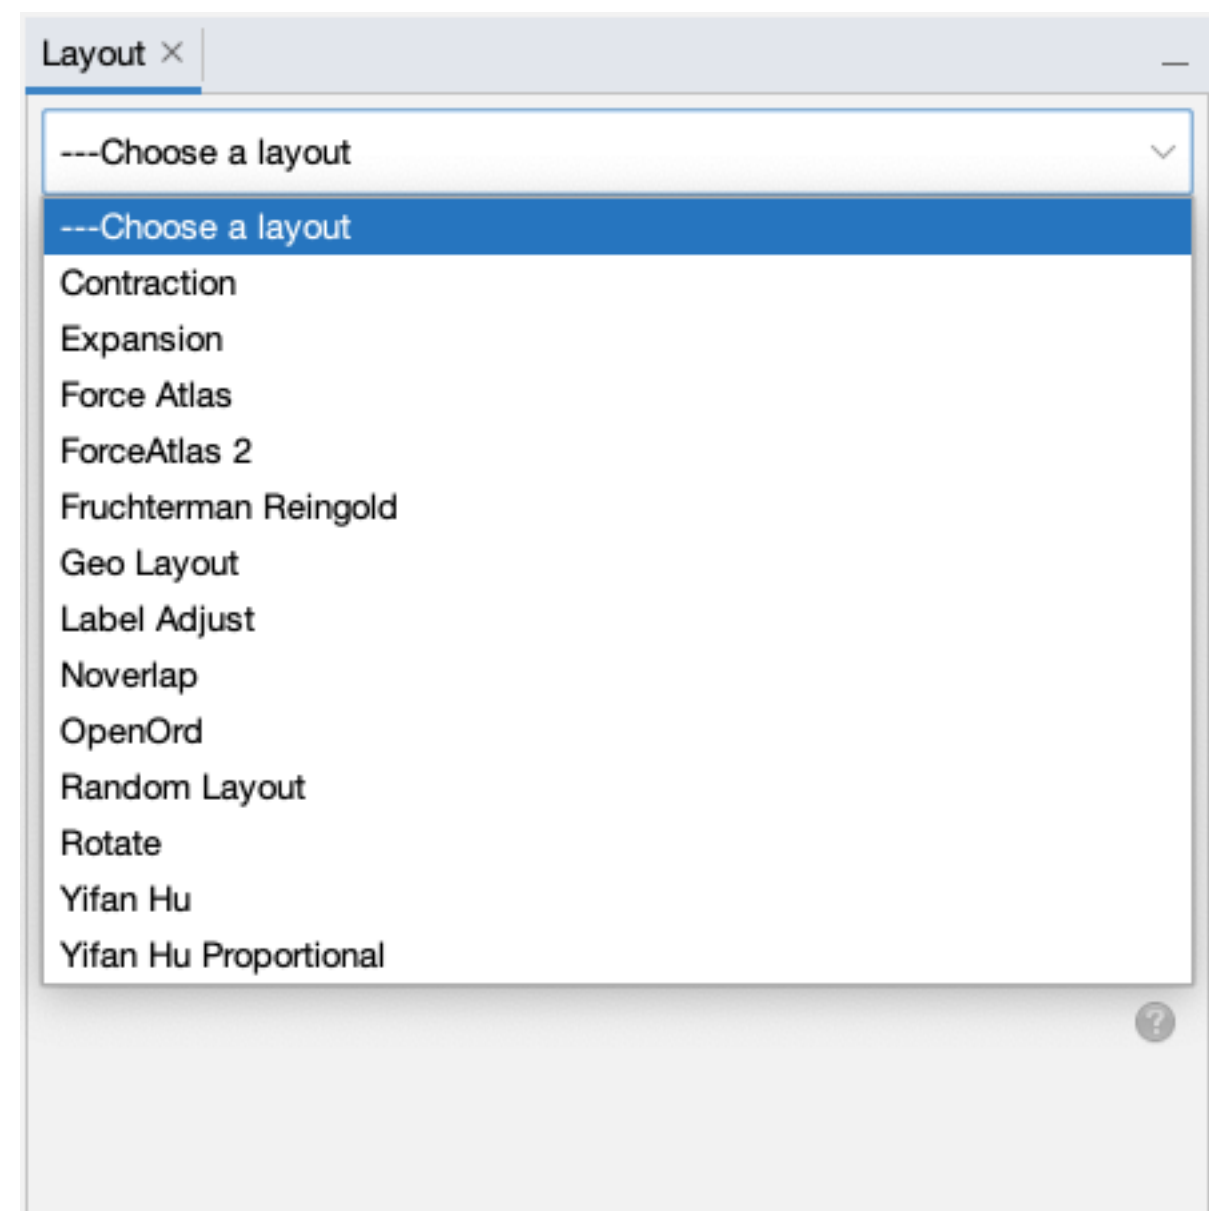 Layout
---Choose a layout
---Choose a layout
Contraction
Expansion
Force Atlas
ForceAtlas 2
Fruchterman Reingold
Geo Layout
Label Adjust
Noverlap
OpenOrd
Random Layout
Rotate
Yifan Hu
Yifan Hu Proportional
?